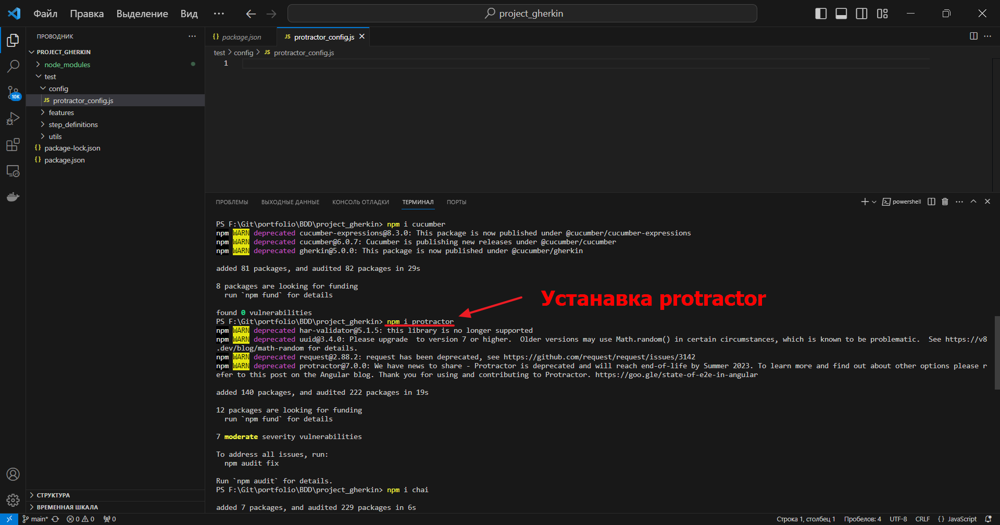 Файл Правка Выделение Вид ··· project_gherkin
ПРОВОДНИК ···
PROJECT_GHERKIN
node_modules
test
config
JS protractor_config.js
features
step_definitions
utils
{} package-lock.json
{} package.json
СТРУКТУРА
ВРЕМЕННАЯ ШКАЛА
10K
{} package.json JS protractor_config.js
test > config > JS protractor_config.js
1
ПРОБЛЕМЫ ВЫХОДНЫЕ ДАННЫЕ КОНСОЛЬ ОТЛАДКИ ТЕРМИНАЛ ПОРТЫ powershell
PS F:\Git\portfolio\BDD\project_gherkin> npm i cucumber
npm WARN deprecated cucumber-expressions@8.3.0: This package is now published under @cucumber/cucumber-expressions
npm WARN deprecated cucumber@6.0.7: Cucumber is publishing new releases under @cucumber/cucumber
npm WARN deprecated gherkin@5.0.0: This package is now published under @cucumber/gherkin
added 81 packages, and audited 82 packages in 29s
8 packages are looking for funding
run `npm fund` for details
found 0 vulnerabilities
Устанавка protractor
PS F:\Git\portfolio\BDD\project_gherkin> npm i protractor
npm WARN deprecated har-validator@5.1.5: this library is no longer supported
npm WARN deprecated uuid@3.4.0: Please upgrade  to version 7 or higher.  Older versions may use Math.random() in certain circumstances, which is known to be problematic.  See https://v8
.dev/blog/math-random for details.
npm WARN deprecated request@2.88.2: request has been deprecated, see https://github.com/request/request/issues/3142
npm WARN deprecated protractor@7.0.0: We have news to share - Protractor is deprecated and will reach end-of-life by Summer 2023. To learn more and find out about other options please r
efer to this post on the Angular blog. Thank you for using and contributing to Protractor. https://goo.gle/state-of-e2e-in-angular
added 140 packages, and audited 222 packages in 19s
12 packages are looking for funding
run `npm fund` for details
7 moderate severity vulnerabilities
To address all issues, run:
npm audit fix
Run `npm audit` for details.
PS F:\Git\portfolio\BDD\project_gherkin> npm i chai
added 7 packages, and audited 229 packages in 6s
main* 0 0 0 Строка 1, столбец 1 Пробелов: 4 UTF-8 CRLF {} JavaScript